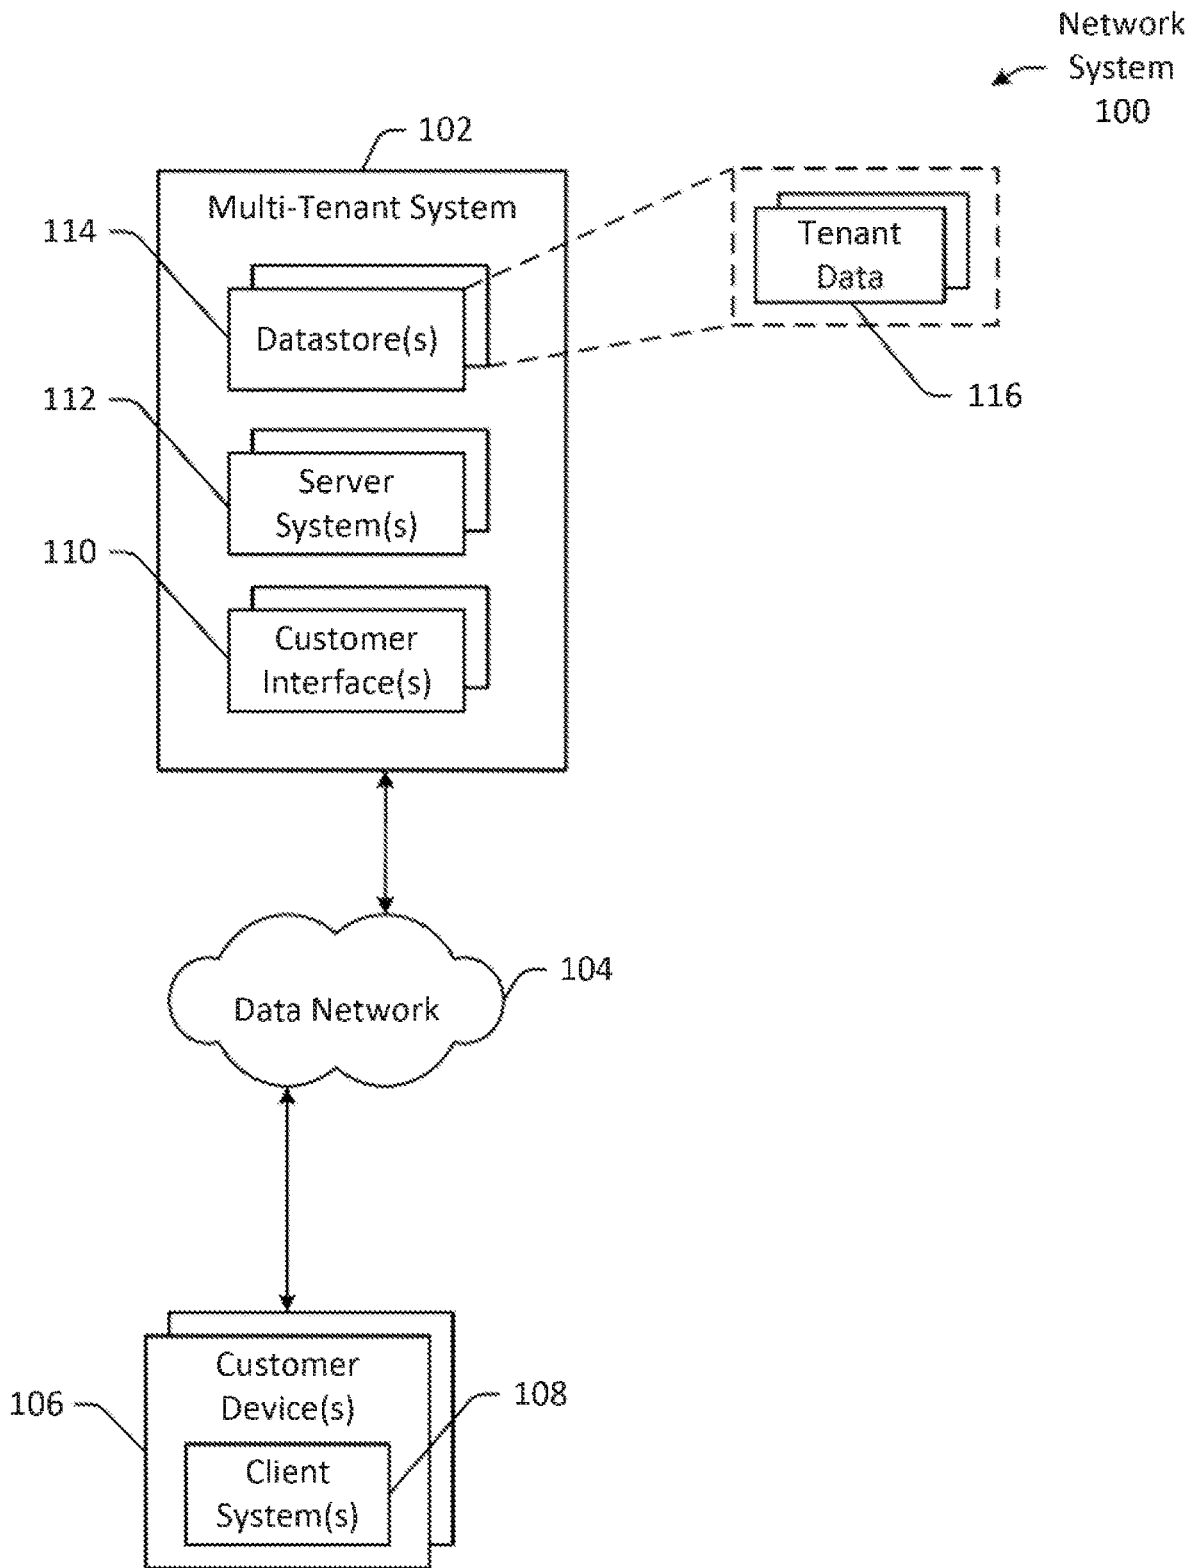 Network
System
100
102
Multi-Tenant System
114
Datastore(s)
Tenant
Data
116
112
Server
System(s)
110
Customer
Interface(s)
104
Data Network
Customer
Device(s)
106
108
Client
System(s)